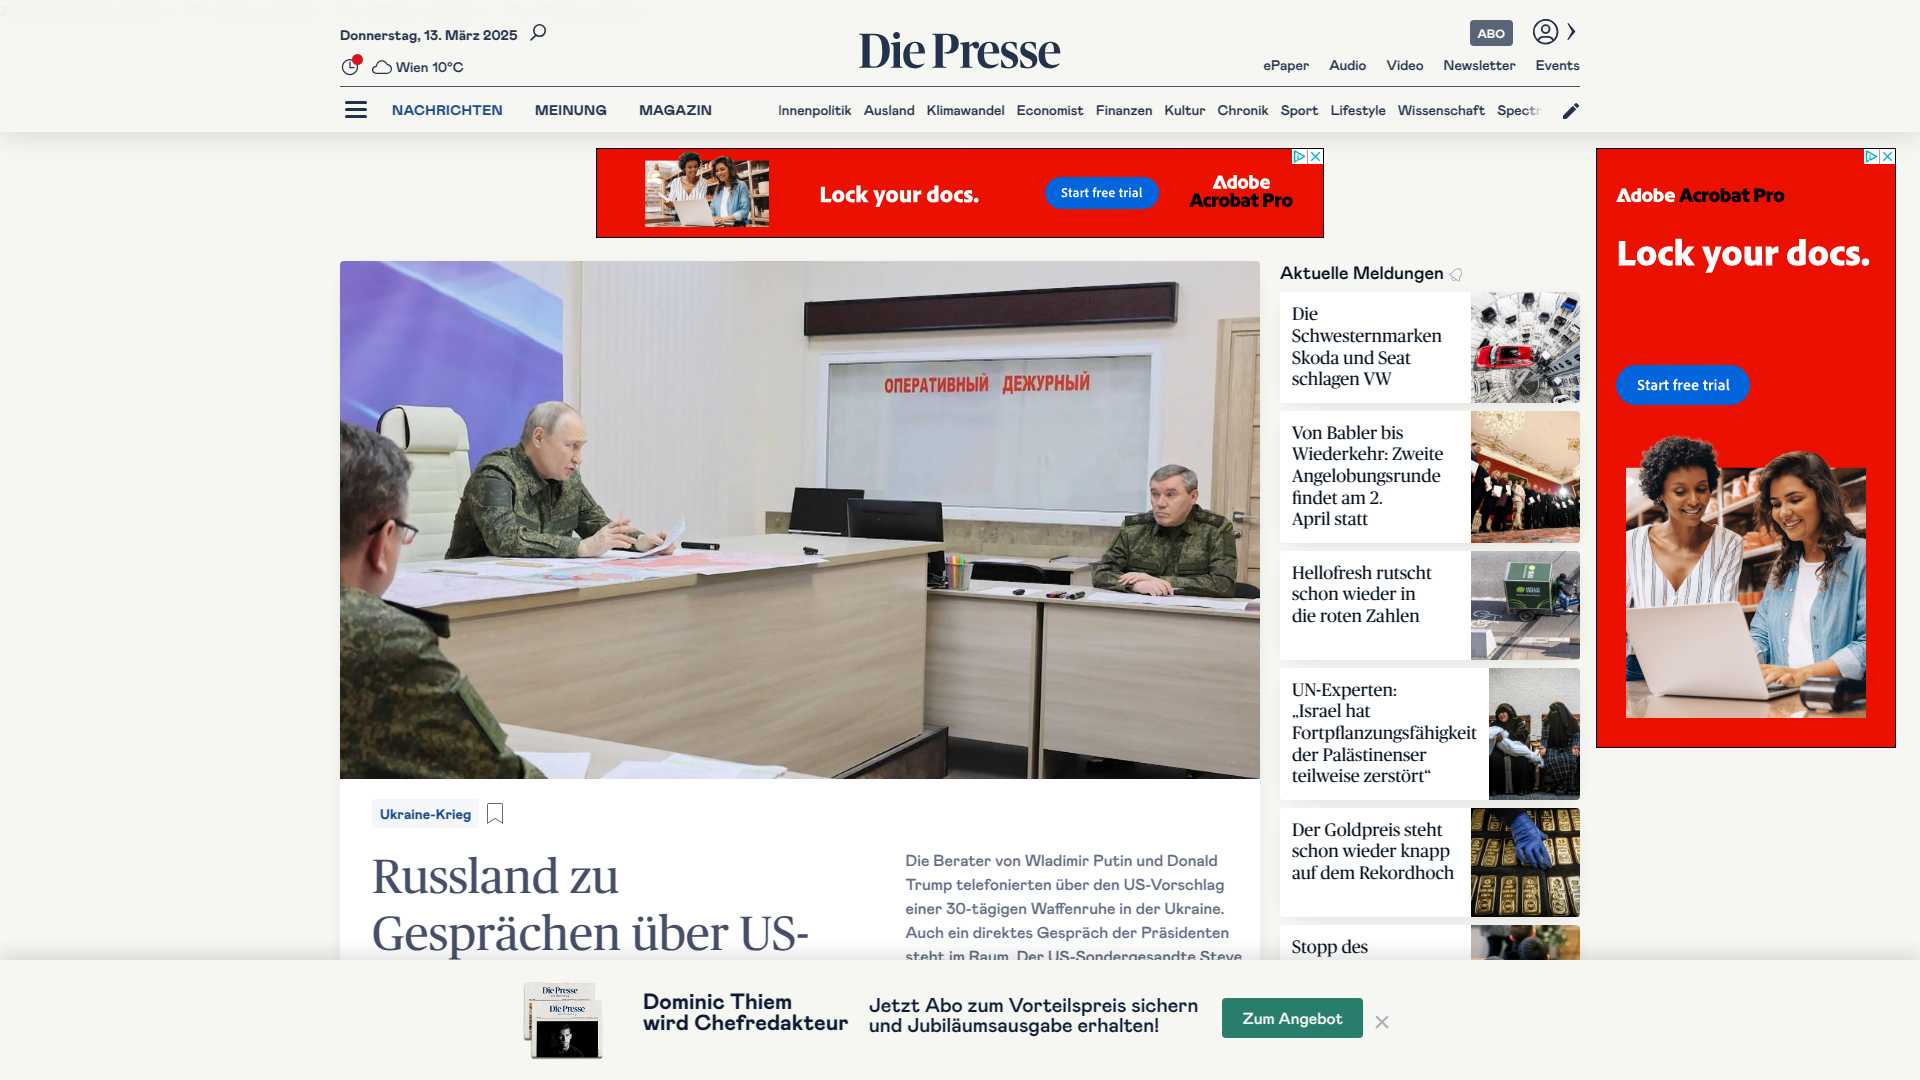 Donnerstag, 13. März 2025
Wien 10°C
Die Presse
ABO
ePaper Audio Video Newsletter Events
NACHRICHTEN MEINUNG MAGAZIN
Innenpolitik Ausland Klimawandel Economist Finanzen Kultur Chronik Sport Lifestyle Wissenschaft Spectr
Lock your docs.
Start free trial
Adobe
Acrobat Pro
Adobe Acrobat Pro
Lock your docs.
Start free trial
ОПЕРАТИВНЫЙ ДЕЖУРНЫЙ
Ukraine-Krieg
Russland zu
Gesprächen über US-
Die Berater von Wladimir Putin und Donald
Trump telefonierten über den US-Vorschlag
einer 30-tägigen Waffenruhe in der Ukraine.
Auch ein direktes Gespräch der Präsidenten
steht im Raum. Der US-Sondergesandte Steve
Aktuelle Meldungen
Die
Schwesternmarken
Skoda und Seat
schlagen VW
Von Babler bis
Wiederkehr: Zweite
Angelobungsrunde
findet am 2.
April statt
Hellofresh rutscht
schon wieder in
die roten Zahlen
UN-Experten:
„Israel hat
Fortpflanzungsfähigkeit
der Palästinenser
teilweise zerstört“
Der Goldpreis steht
schon wieder knapp
auf dem Rekordhoch
Stopp des
Die Presse
Die Presse
Dominic Thiem
wird Chefredakteur
Jetzt Abo zum Vorteilspreis sichern
und Jubiläumsausgabe erhalten!
Zum Angebot